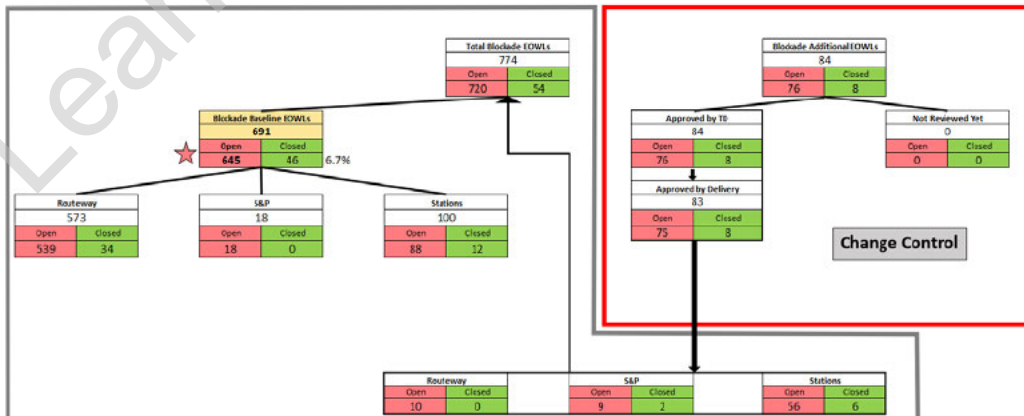 Lear
Total Blockade EOWLs
774
Open Closed
720 54
Blockade Baseline EOWLs
691
Open Closed
645 46 6.7%
Routeway
573
Open Closed
539 34
S&P
18
Open Closed
18 0
Stations
100
Open Closed
88 12
Blockade Additional EOWLs
84
Open Closed
76 8
Approved by T0
84
Open Closed
76 8
Approved by Delivery
83
Open Closed
75 8
Not Reviewed Yet
0
Open Closed
0 0
Change Control
Routeway S&P Stations
Open Closed Open Closed Open Closed
10 0 9 2 56 6